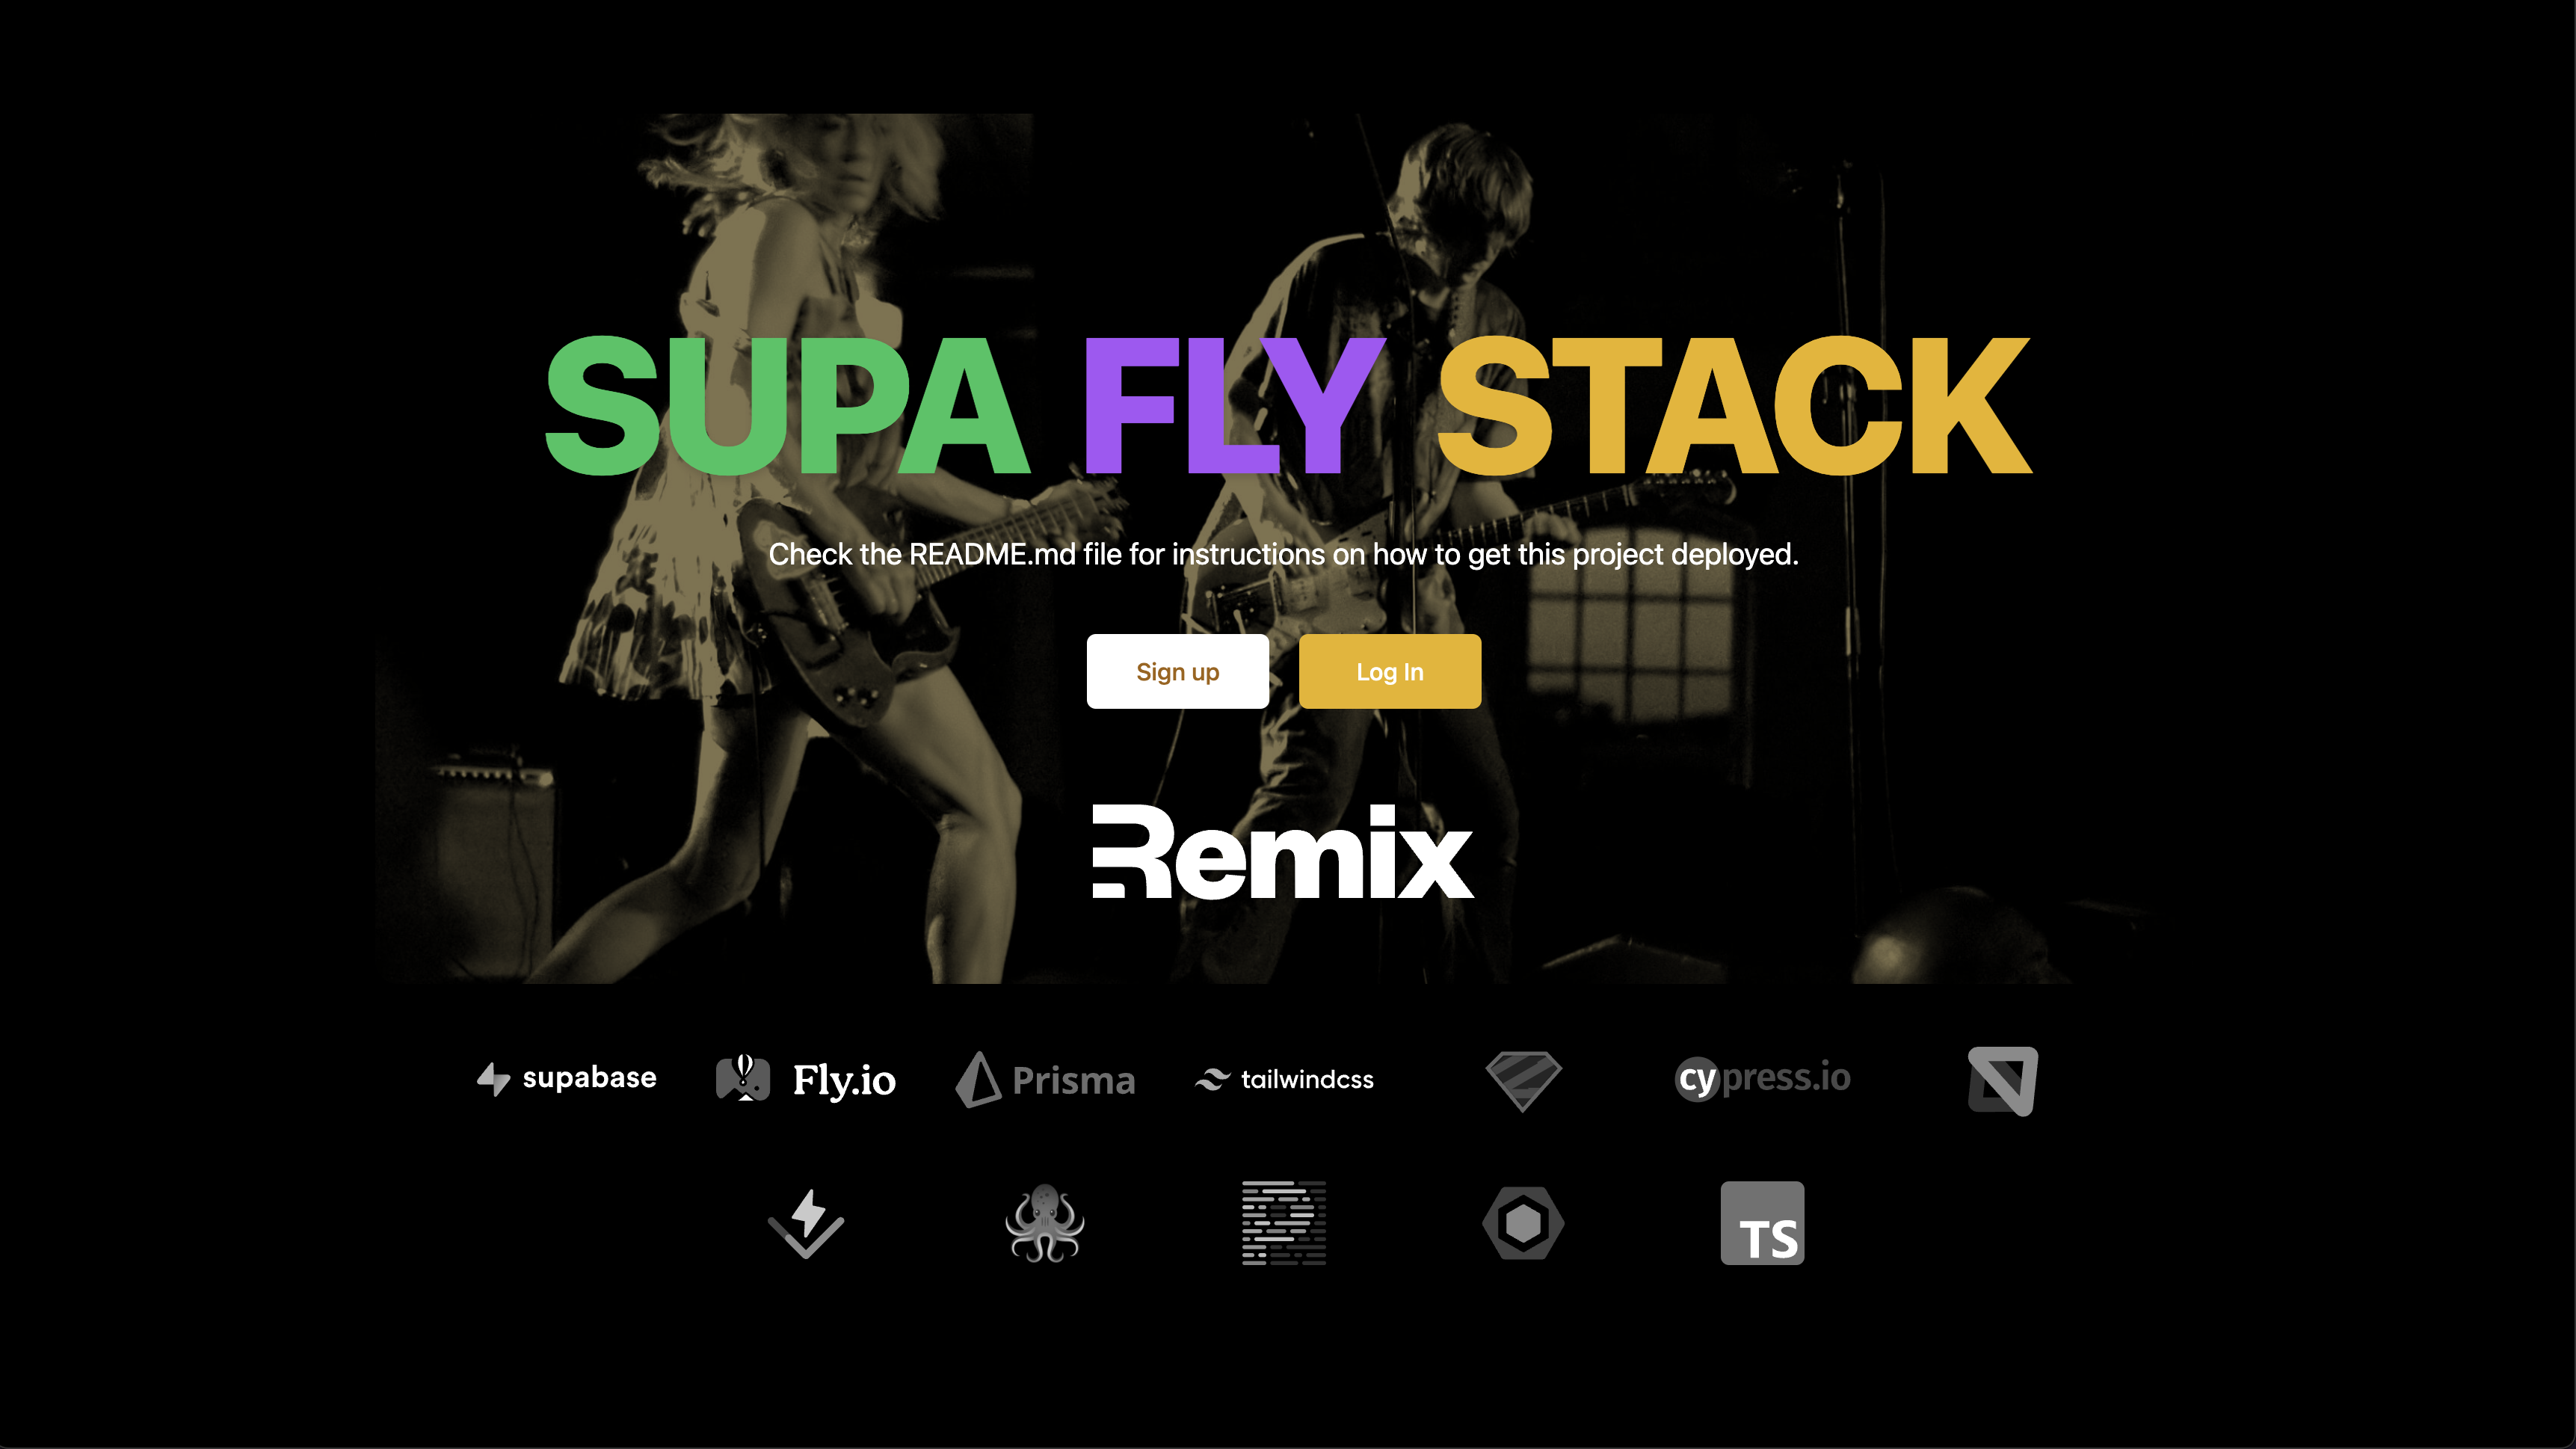 SUPA FLY STACK
Check the README.md file for instructions on how to get this project deployed.
Sign up Log In
Remix
supabase Fly.io Prisma tailwindcss cypress.io
TS